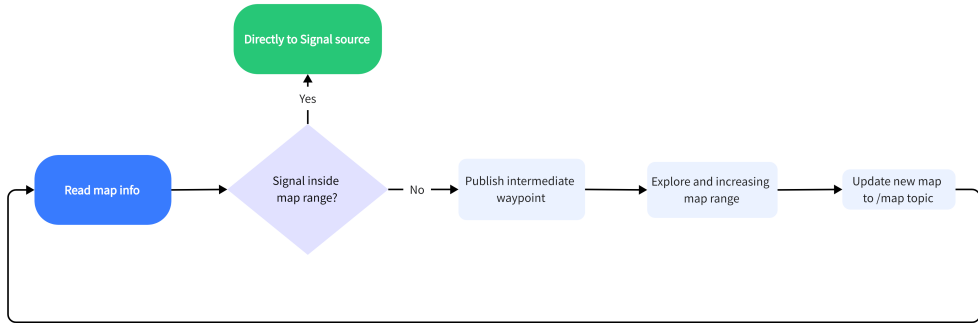 Directly to Signal source
Yes
Read map info
Signal inside
map range?
No
Publish intermediate
waypoint
Explore and increasing
map range
Update new map
to /map topic